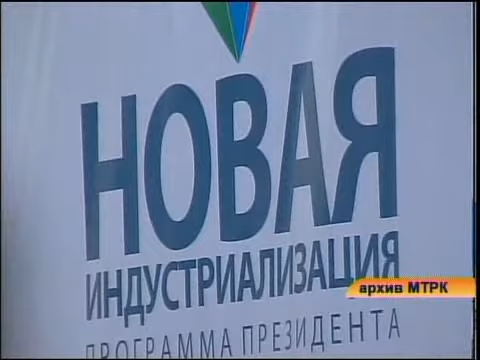 НОВАЯ
ИНДУСТРИАЛИЗАЦИЯ
архив МТРК
ПРОГРАММА ПРЕЗИДЕНТА